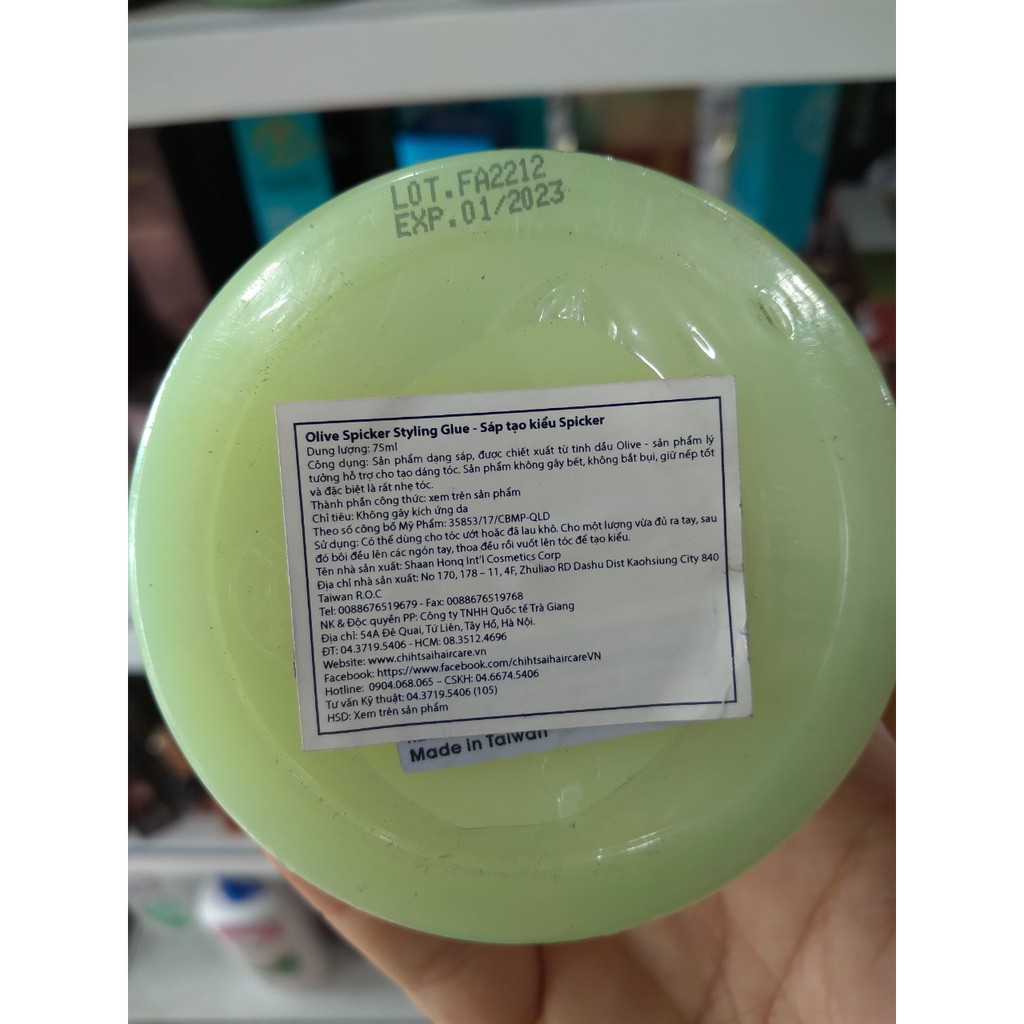 LOT.FA2212
EXP.01/2023
Olive Spicker Styling Glue - Sáp tạo kiểu Spicker
Dung lượng: 75ml
Công dụng: Sản phẩm dạng sáp, được chiết xuất từ tinh dầu Olive - sản phẩm lý
tưởng hỗ trợ cho tạo dáng tóc. Sản phẩm không gây bết, không bắt bụi, giữ nếp tốt
và đặc biệt là rất nhẹ tóc.
Thành phần công thức: xem trên sản phẩm
Chỉ tiêu: Không gây kích ứng da
Theo số công bố Mỹ Phẩm: 35853/17/CBMP-QLD
Sử dụng: Có thể dùng cho tóc ướt hoặc đã lau khô. Cho một lượng vừa đủ ra tay, sau
đó bôi đều lên các ngón tay, thoa đều rồi vuốt lên tóc để tạo kiểu.
Tên nhà sản xuất: Shaan Honq Int'l Cosmetics Corp
Địa chỉ nhà sản xuất: No 170, 178 – 11, 4F, Zhuliao RD Dashu Dist Kaohsiung City 840
Taiwan R.O.C
Tel: 0088676519679 - Fax: 0088676519768
NK & Độc quyền PP: Công ty TNHH Quốc tế Trà Giang
Địa chỉ: 54A Đê Quai, Tứ Liên, Tây Hồ, Hà Nội.
ĐT: 04.3719.5406 - HCM: 08.3512.4696
Website: www.chihtsaihaircare.vn
Facebook: https://www.facebook.com/chihtsaihaircareVN
Hotline: 0904.068.065 – CSKH: 04.6674.5406
Tư vấn Kỹ thuật: 04.3719.5406 (105)
HSD: Xem trên sản phẩm
Made in Taiwan